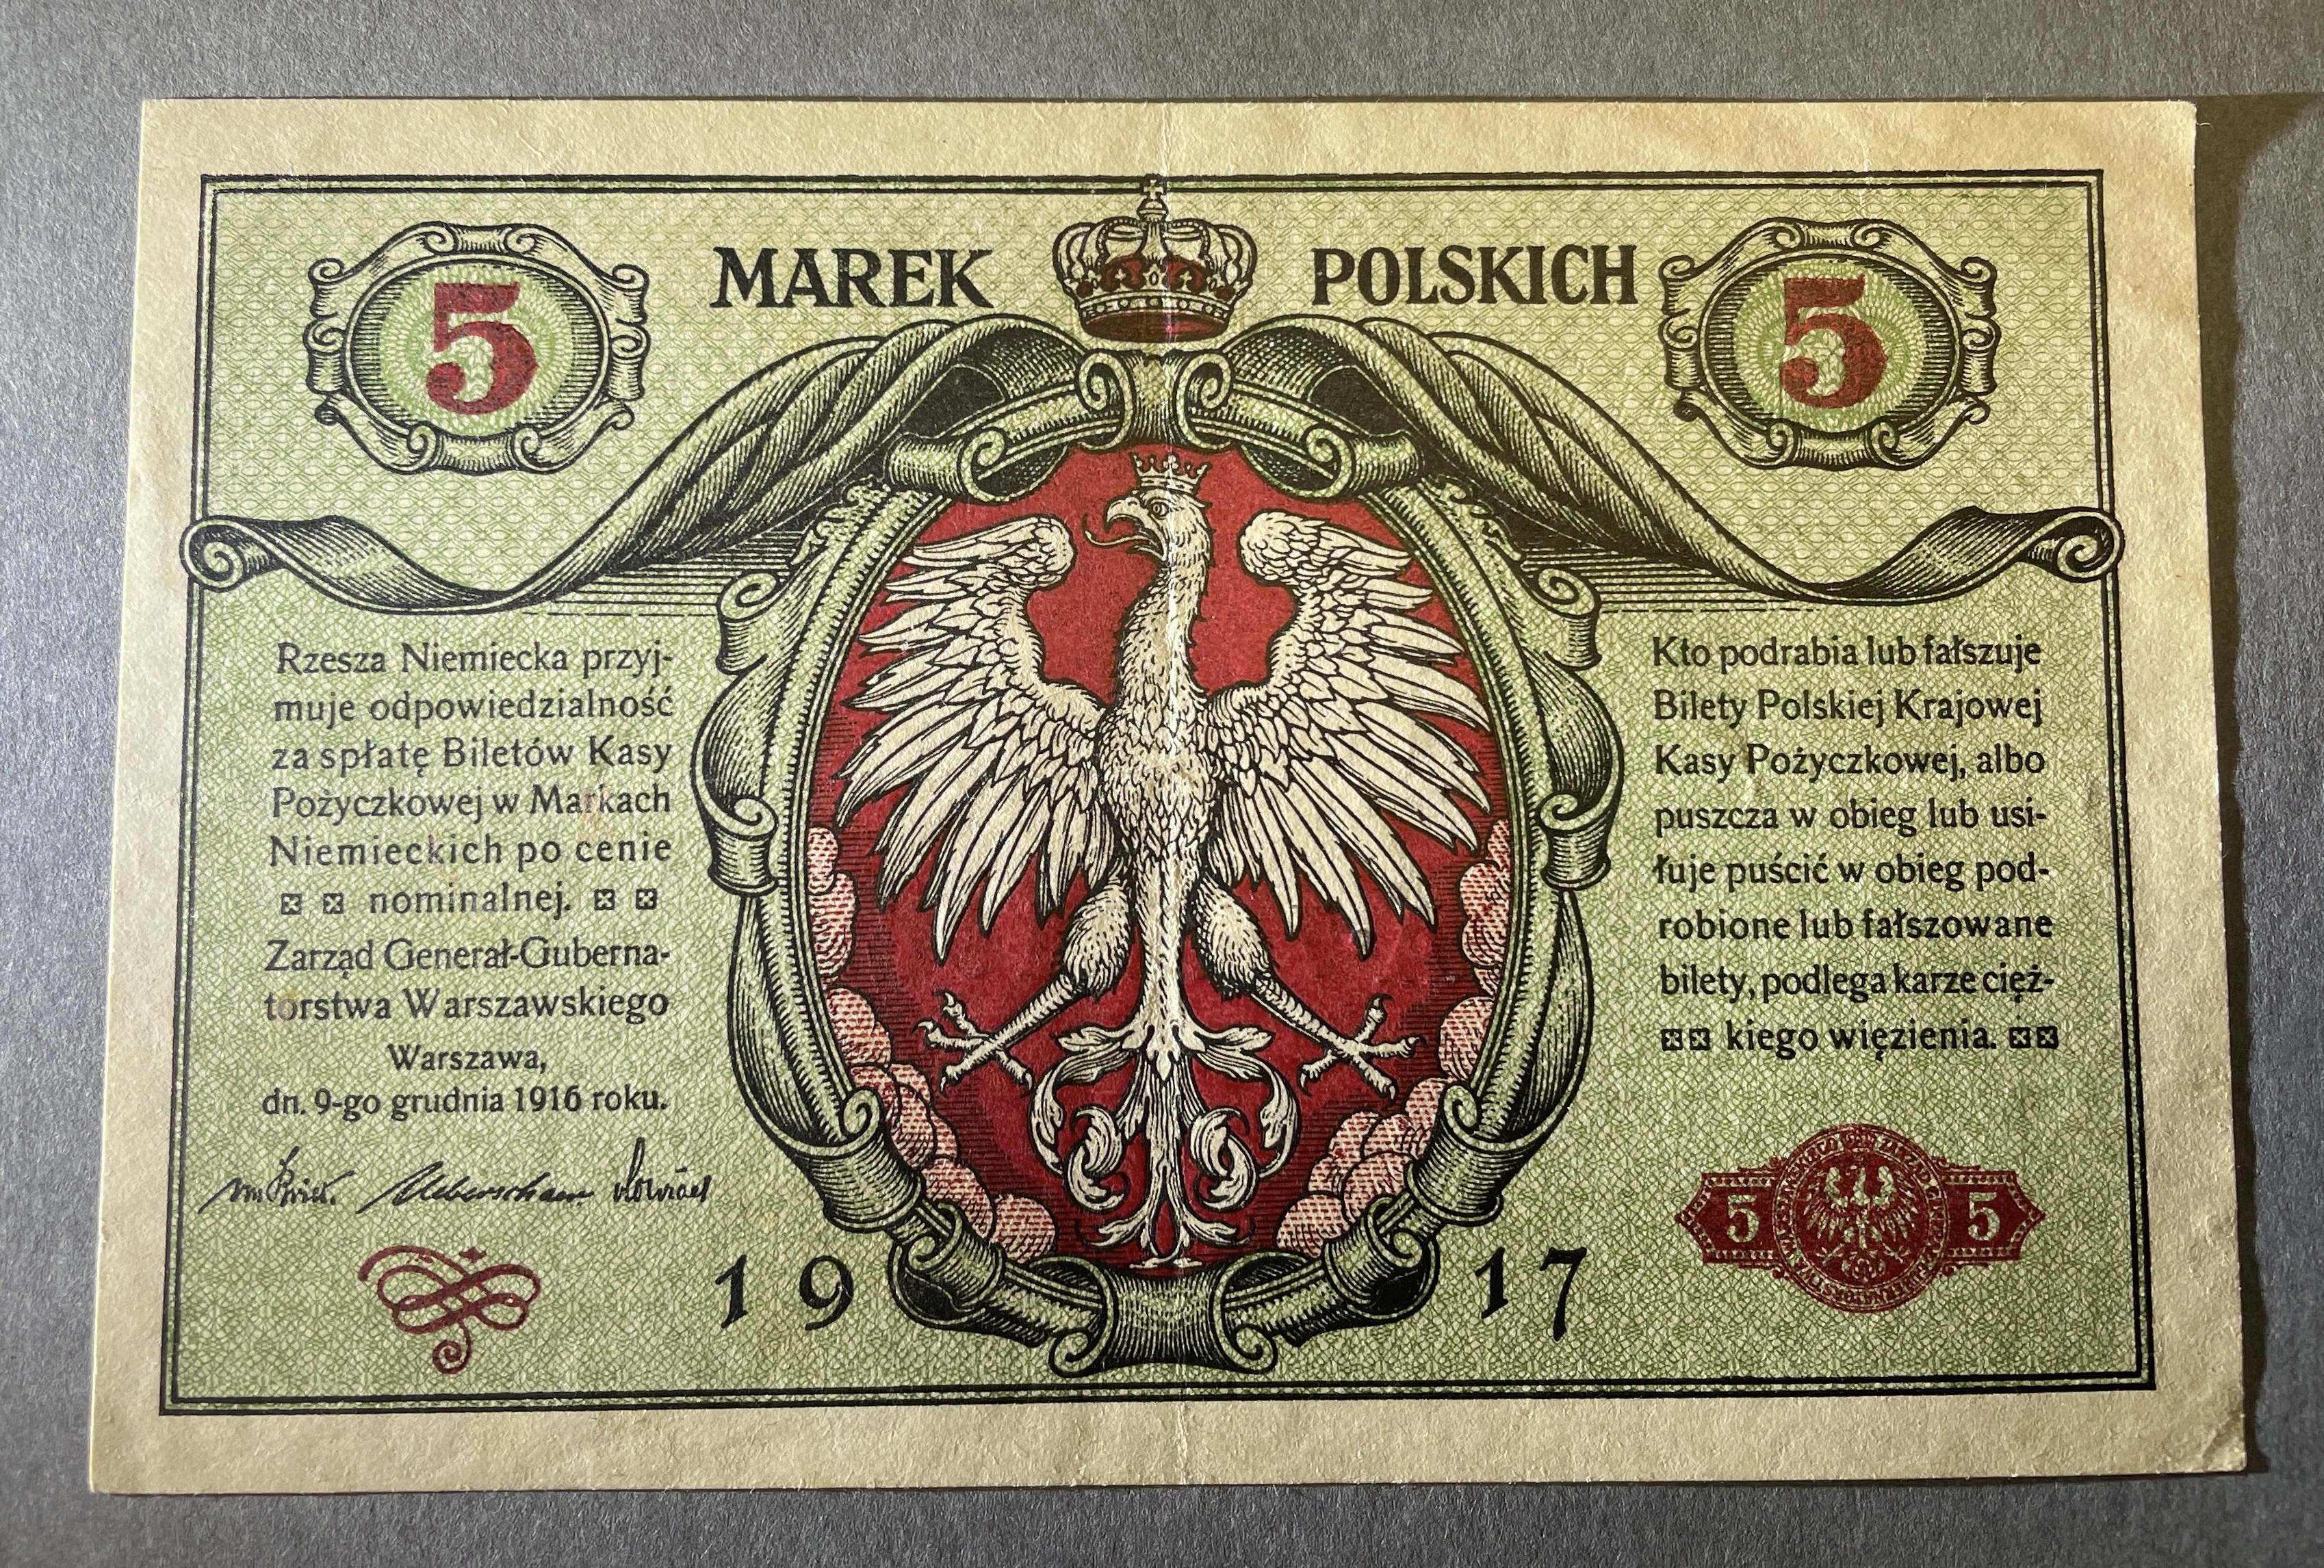 5 MAREK POLSKICH 5
Rzesza Niemiecka przyj-
muje odpowiedzialność
za spłatę Biletów Kasy
Pożyczkowej w Markach
Niemieckich po cenie
nominalnej.
Zarząd Generał-Guberna-
torstwa Warszawskiego
Warszawa,
dn. 9-go grudnia 1916 roku.
Kto podrabia lub fałszuje
Bilety Polskiej Krajowej
Kasy Pożyczkowej, albo
puszcza w obieg lub usi-
łuje puścić w obieg pod-
robione lub fałszowane
bilety, podlega karze cięż-
kiego więzienia.
19 17
5 5